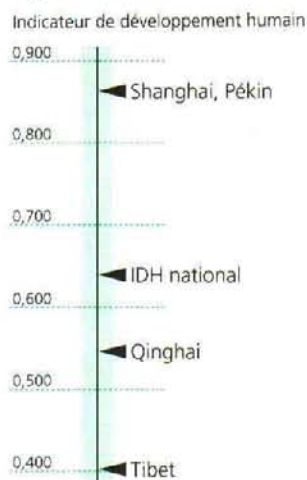 Indicateur de développement humain
0,900
Shanghai, Pékin
0,800
0,700
IDH national
0,600
Qinghai
0,500
0,400
Tibet